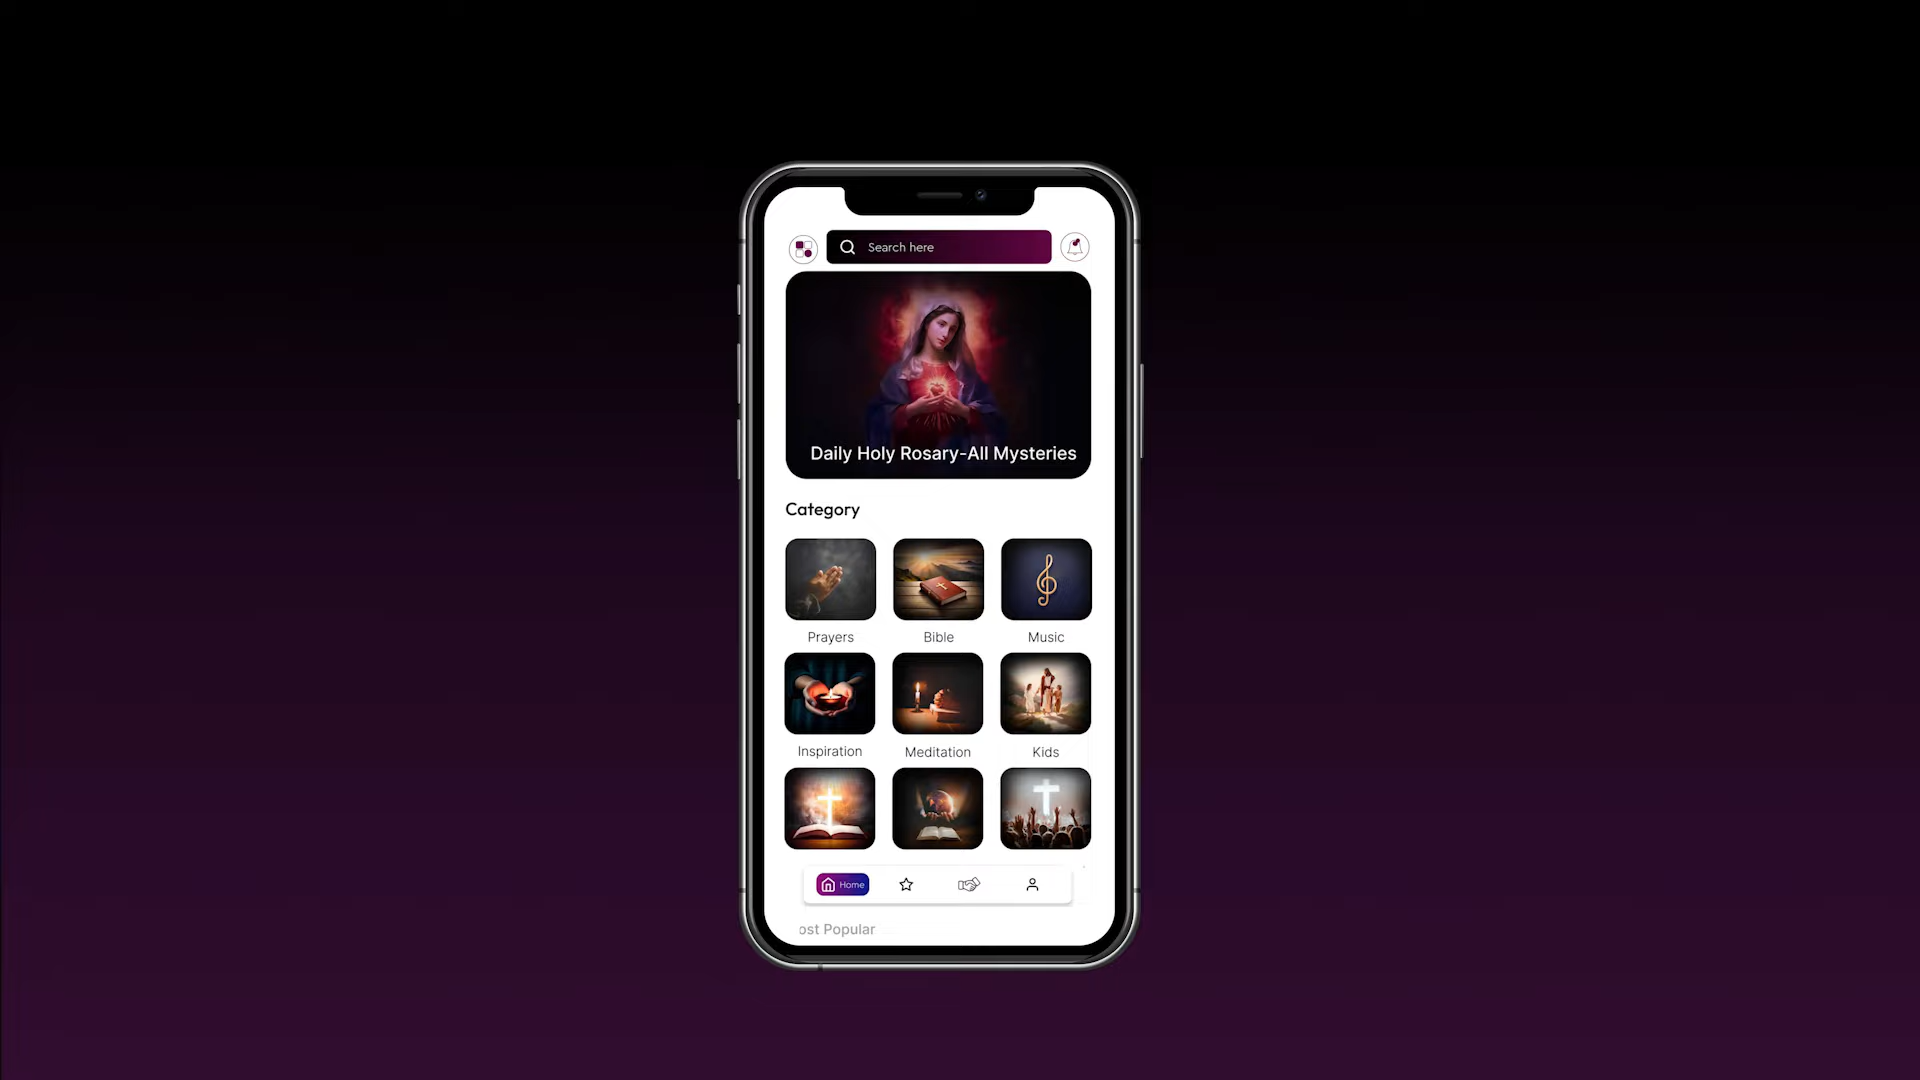 Search here
Daily Holy Rosary-All Mysteries
Category
Prayers Bible Music
Inspiration Meditation Kids
Home
ost Popular